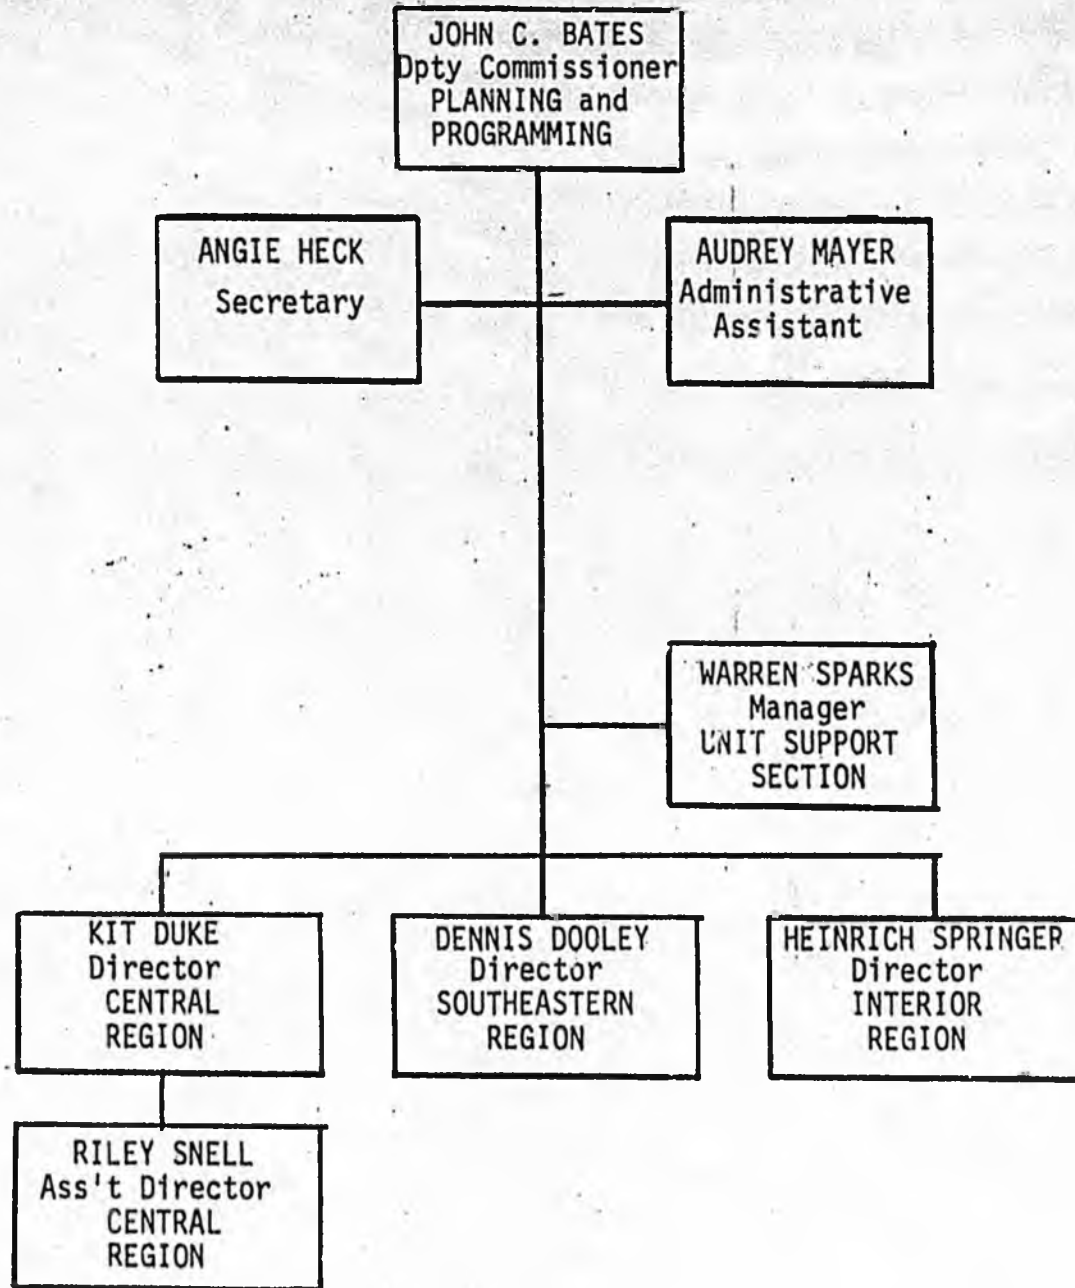 JOHN C. BATES
Dpty Commissioner
PLANNING and
PROGRAMMING
ANGIE HECK
Secretary
AUDREY MAYER
Administrative
Assistant
WARREN SPARKS
Manager
UNIT SUPPORT
SECTION
KIT DUKE
Director
CENTRAL
REGION
DENNIS DOOLEY
Director
SOUTHEASTERN
REGION
HEINRICH SPRINGER
Director
INTERIOR
REGION
RILEY SNELL
Ass't Director
CENTRAL
REGION